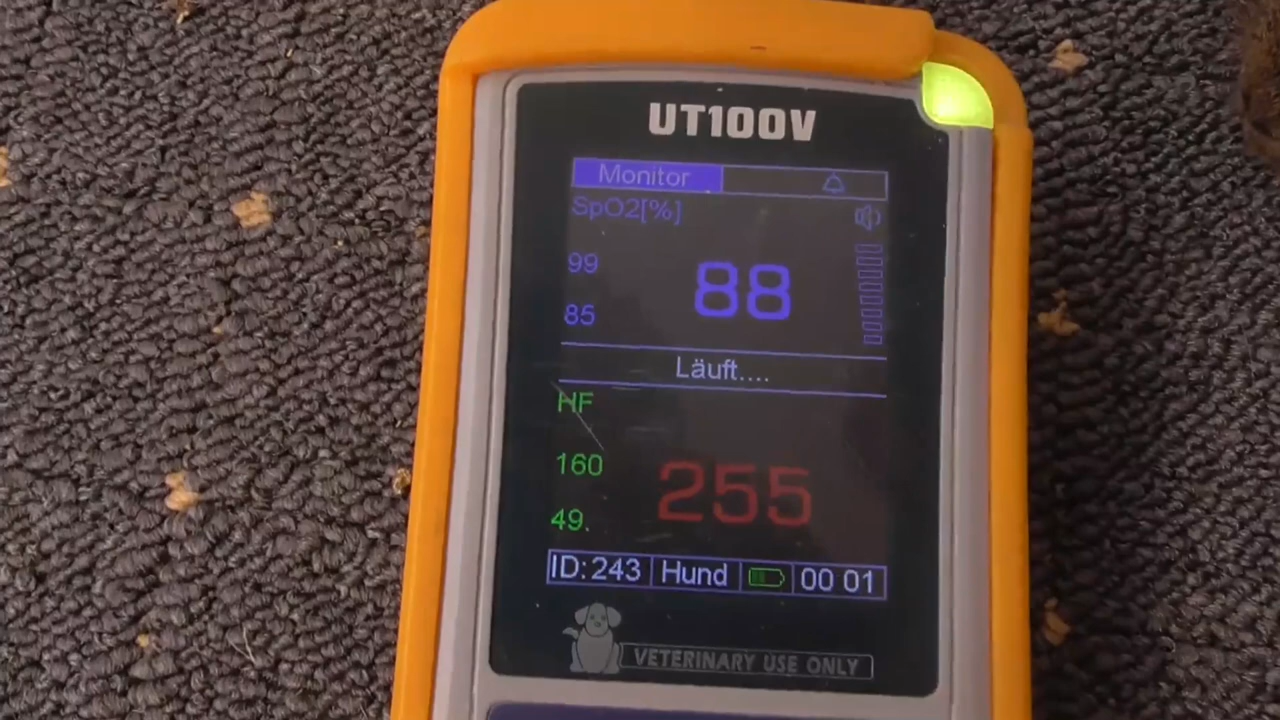 UT100V
Monitor
SpO2[%]
99
88
85
Läuft....
HF
160
255
49.
ID:243 Hund 00 01
VETERINARY USE ONLY